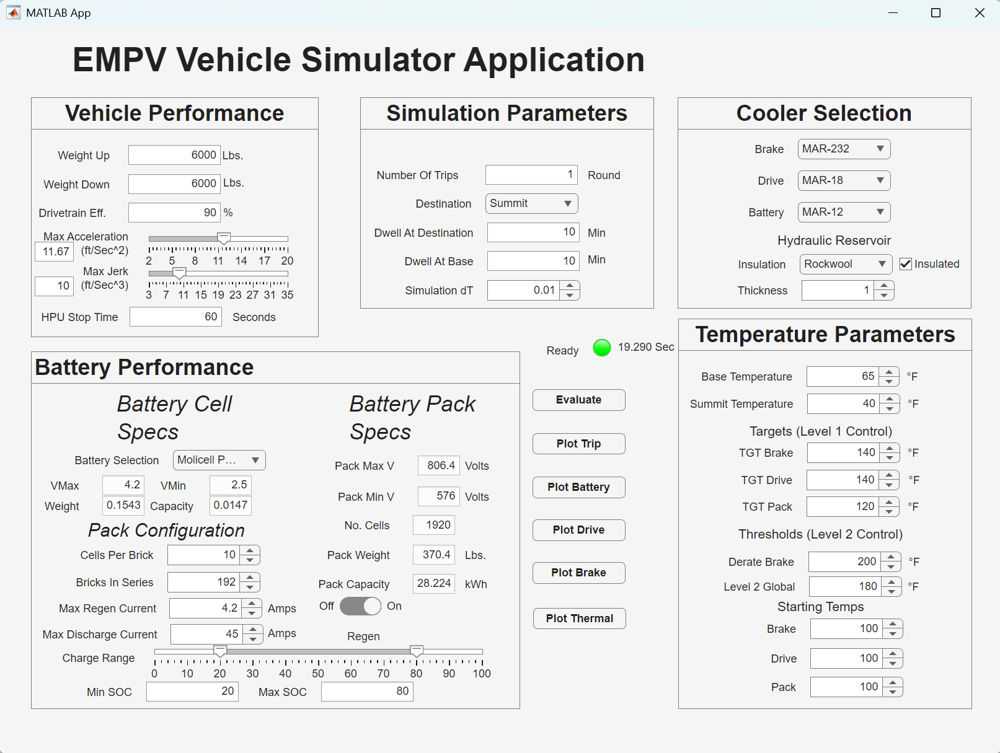 MATLAB App
EMPV Vehicle Simulator Application
Vehicle Performance
Weight Up 6000 Lbs.
Weight Down 6000 Lbs.
Drivetrain Eff. 90 %
Max Acceleration
(ft/Sec^2)
11.67
2 5 8 11 14 17 20
Max Jerk
(ft/Sec^3)
10
3 7 11 15 19 23 27 31 35
HPU Stop Time 60 Seconds
Simulation Parameters
Number Of Trips 1 Round
Destination Summit
Dwell At Destination 10 Min
Dwell At Base 10 Min
Simulation dT 0.01
Cooler Selection
Brake MAR-232
Drive MAR-18
Battery MAR-12
Hydraulic Reservoir
Insulation Rockwool Insulated
Thickness 1
Ready 19.290 Sec
Battery Performance
Battery Cell
Specs
Battery Selection Molicell P...
VMax 4.2 VMin 2.5
Weight 0.1543 Capacity 0.0147
Pack Configuration
Cells Per Brick 10
Bricks In Series 192
Max Regen Current 4.2 Amps
Max Discharge Current 45 Amps
Battery Pack
Specs
Pack Max V 806.4 Volts
Pack Min V 576 Volts
No. Cells 1920
Pack Weight 370.4 Lbs.
Pack Capacity 28.224 kWh
Off On
Regen
Charge Range
0 10 20 30 40 50 60 70 80 90 100
Min SOC 20 Max SOC 80
Evaluate
Plot Trip
Plot Battery
Plot Drive
Plot Brake
Plot Thermal
Temperature Parameters
Base Temperature 65 °F
Summit Temperature 40 °F
Targets (Level 1 Control)
TGT Brake 140 °F
TGT Drive 140 °F
TGT Pack 120 °F
Thresholds (Level 2 Control)
Derate Brake 200 °F
Level 2 Global 180 °F
Starting Temps
Brake 100
Drive 100
Pack 100